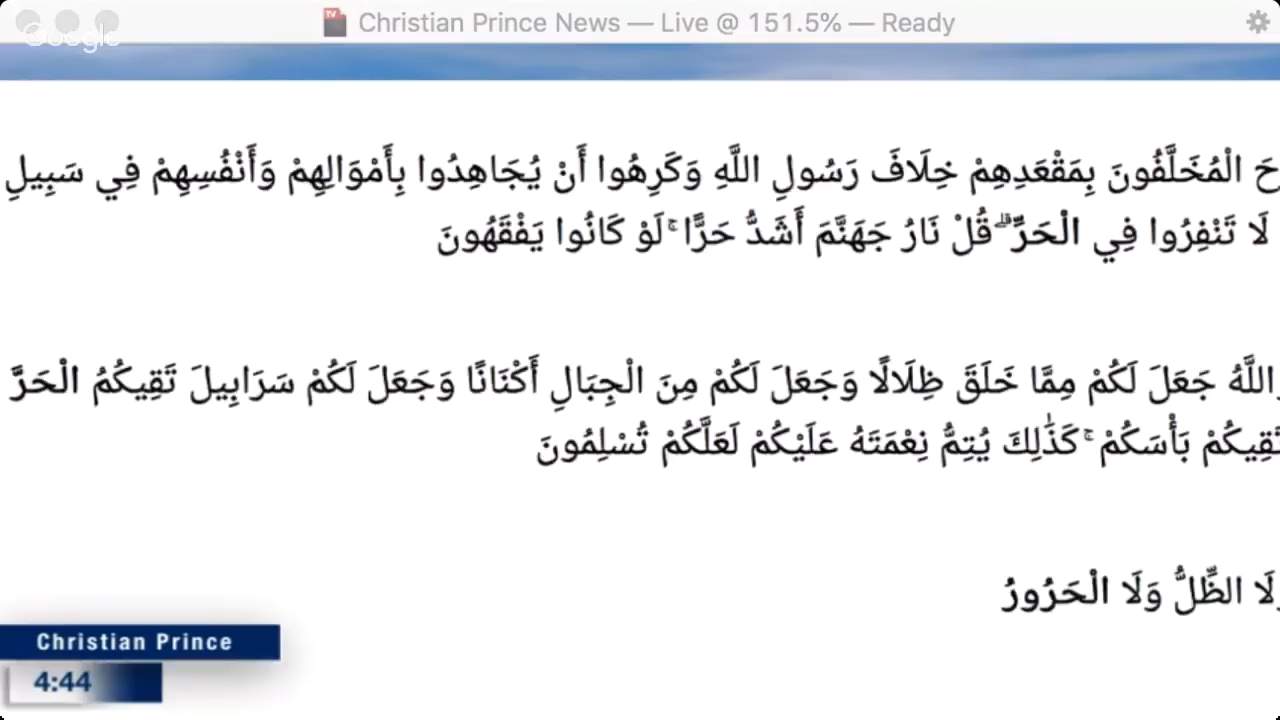 Google
Christian Prince News — Live @ 151.5% — Ready
حَ الْمُخَلَّفُونَ بِمَقْعَدِهِمْ خِلَافَ رَسُولِ اللَّهِ وَكَرِهُوا أَنْ يُجَاهِدُوا بِأَمْوَالِهِمْ وَأَنْفُسِهِمْ فِي سَبِيلِ
لَا تَنْفِرُوا فِي الْحَرِّ ۗ قُلْ نَارُ جَهَنَّمَ أَشَدُّ حَرًّا ۚ لَوْ كَانُوا يَفْقَهُونَ
وَاللَّهُ جَعَلَ لَكُمْ مِمَّا خَلَقَ ظِلَالًا وَجَعَلَ لَكُمْ مِنَ الْجِبَالِ أَكْنَانًا وَجَعَلَ لَكُمْ سَرَابِيلَ تَقِيكُمُ الْحَرَّ
تَقِيكُمْ بَأْسَكُمْ ۚ كَذَٰلِكَ يُتِمُّ نِعْمَتَهُ عَلَيْكُمْ لَعَلَّكُمْ تُسْلِمُونَ
وَلَا الظِّلُّ وَلَا الْحَرُورُ
Christian Prince
4:44